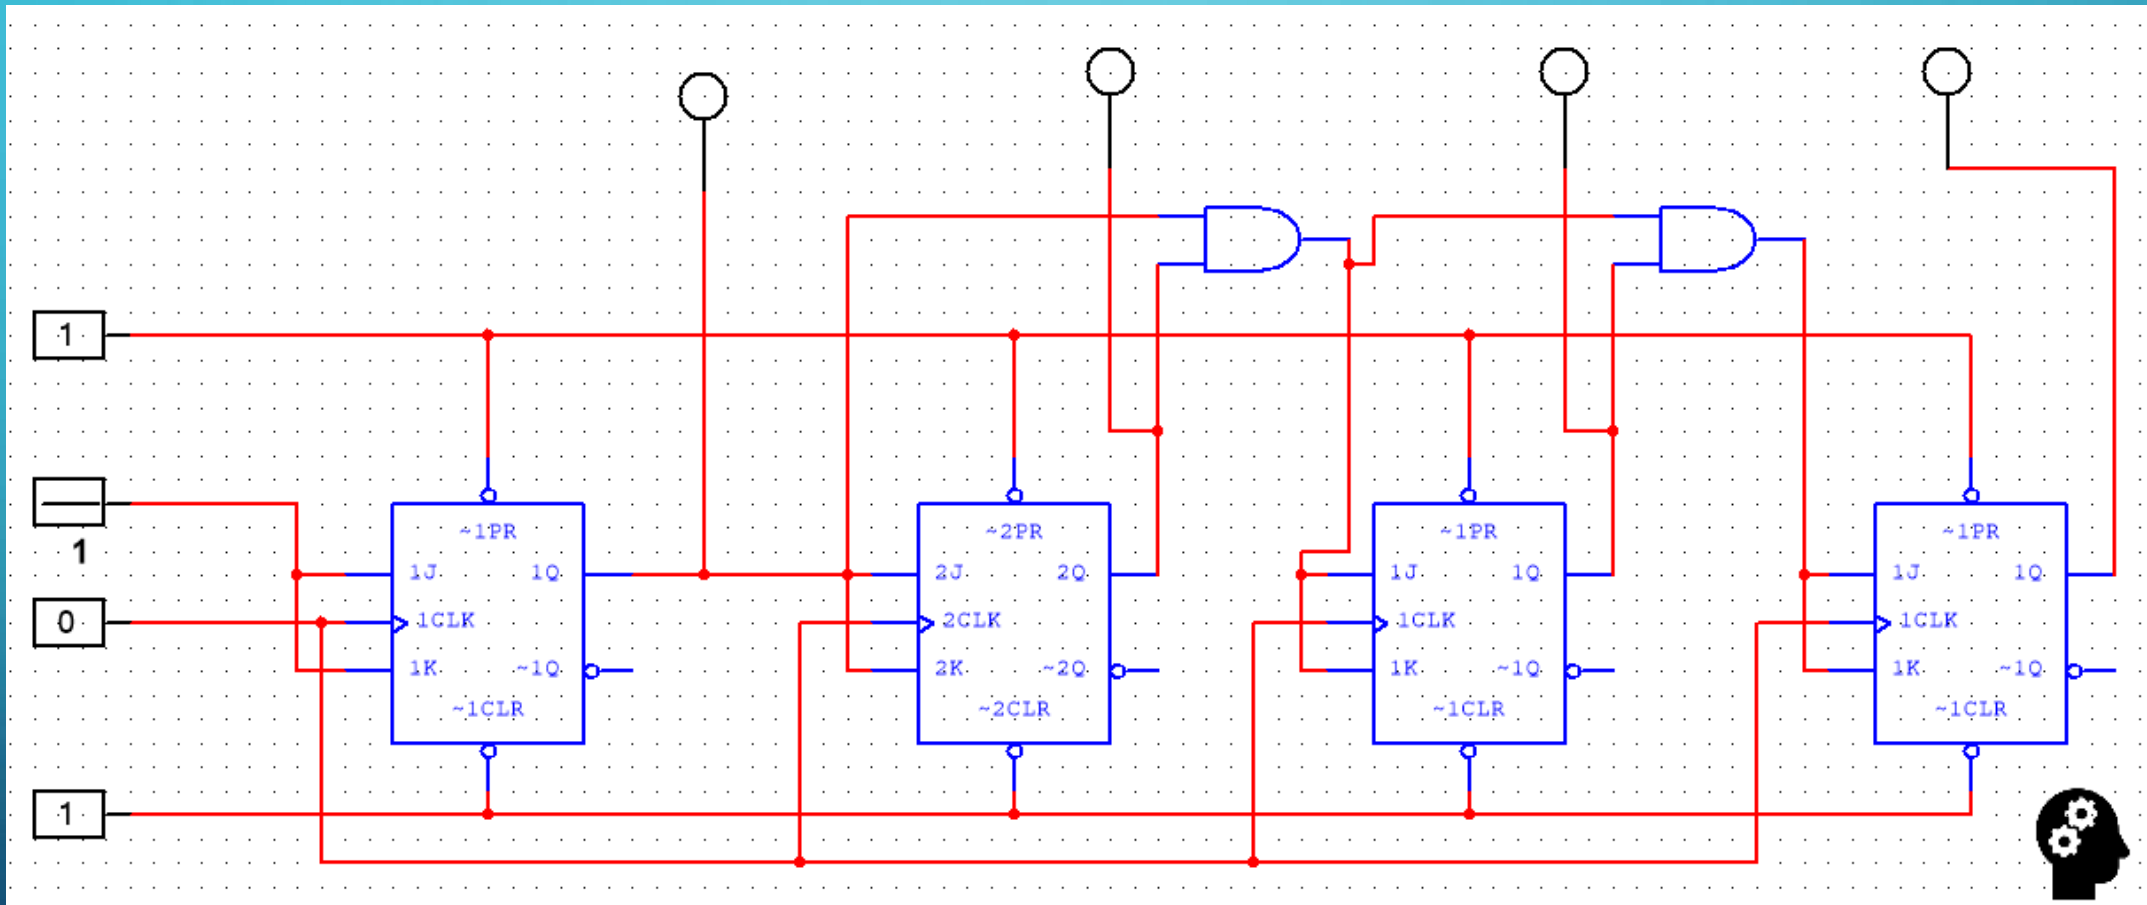 1
1
0
1
~1PR
1J 1Q
1CLK
1K ~1Q
~1CLR
~2PR
2J 2Q
2CLK
2K ~2Q
~2CLR
~1PR
1J 1Q
1CLK
1K ~1Q
~1CLR
~1PR
1J 1Q
1CLK
1K ~1Q
~1CLR